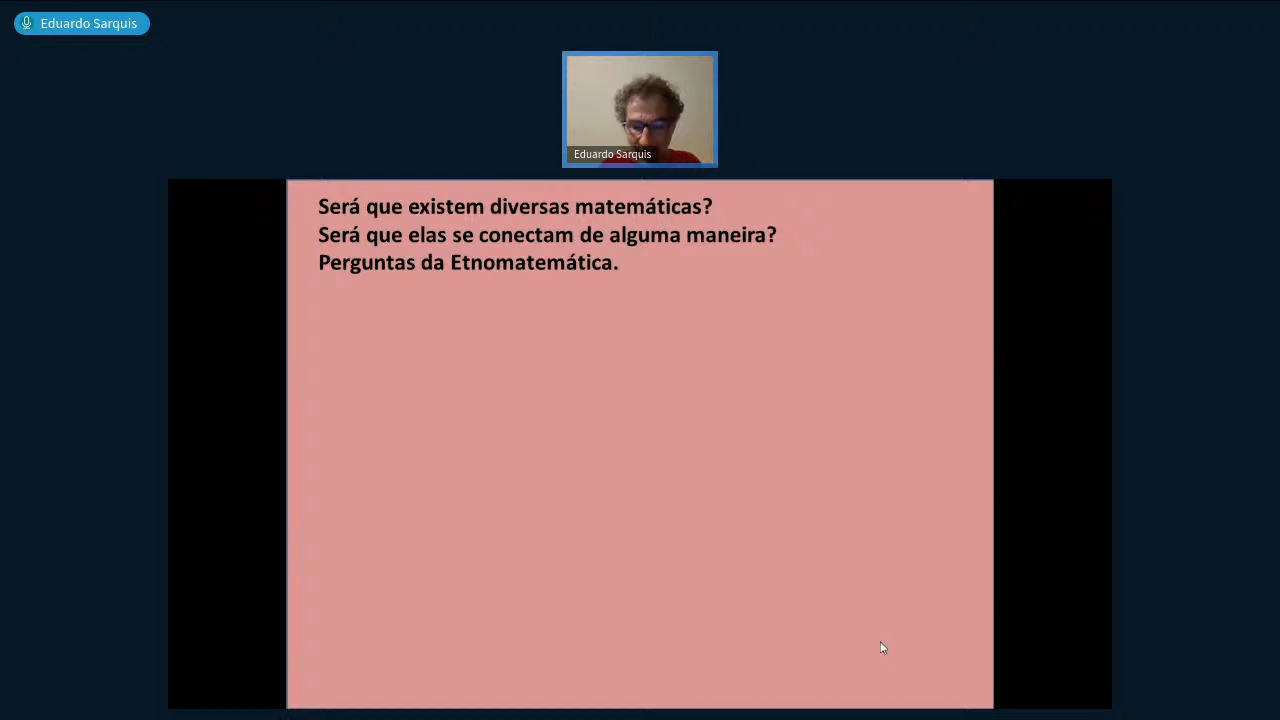 Eduardo Sarquis
Eduardo Sarquis
Será que existem diversas matemáticas?
Será que elas se conectam de alguma maneira?
Perguntas da Etnomatemática.